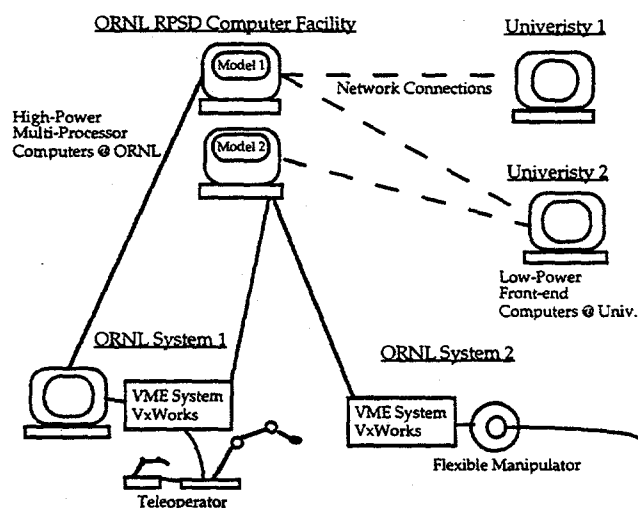 ORNL RPSD Computer Facility
Univeristy 1
Model 1
Network Connections
High-Power
Multi-Processor
Computers @ ORNL
Model 2
Univeristy 2
Low-Power
Front-end
Computers @ Univ.
ORNL System 1
ORNL System 2
VME System
VxWorks
VME System
VxWorks
Flexible Manipulator
Teleoperator